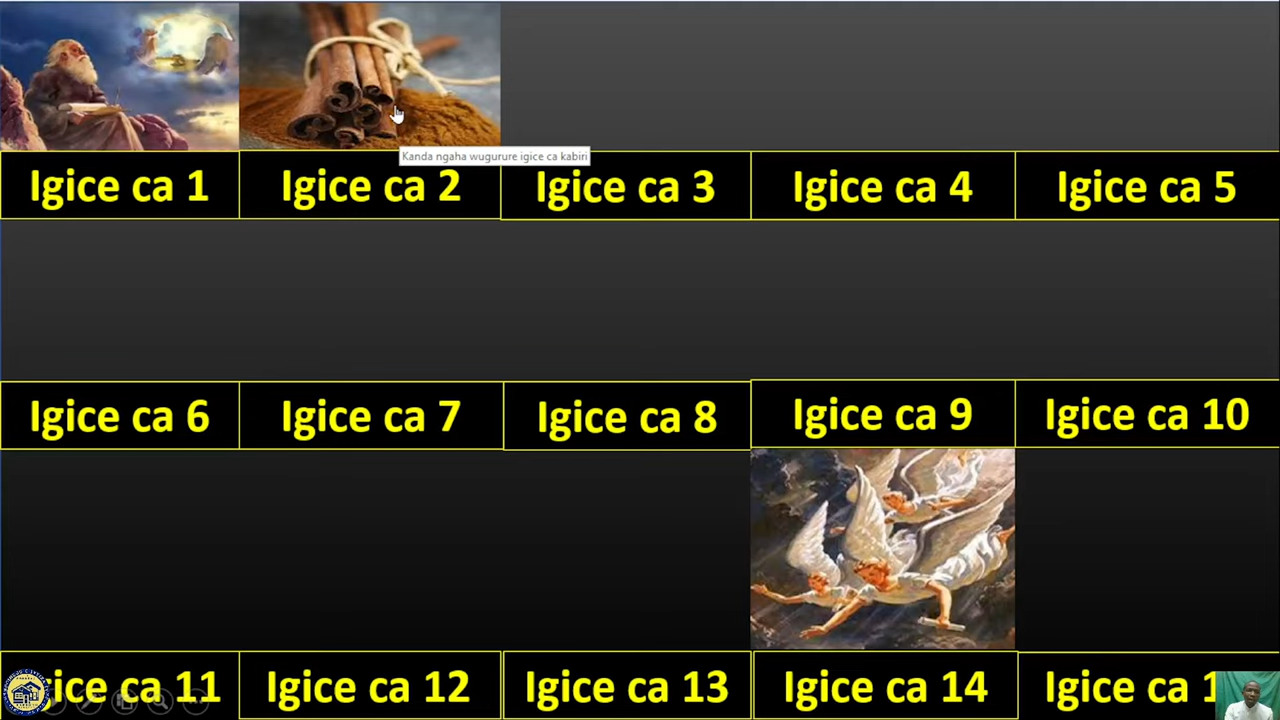 Kanda ngaha wugurure igice ca kabiri
Igice ca 1
Igice ca 2
Igice ca 3
Igice ca 4
Igice ca 5
Igice ca 6
Igice ca 7
Igice ca 8
Igice ca 9
Igice ca 10
ice ca 11
Igice ca 12
Igice ca 13
Igice ca 14
Igice ca 1